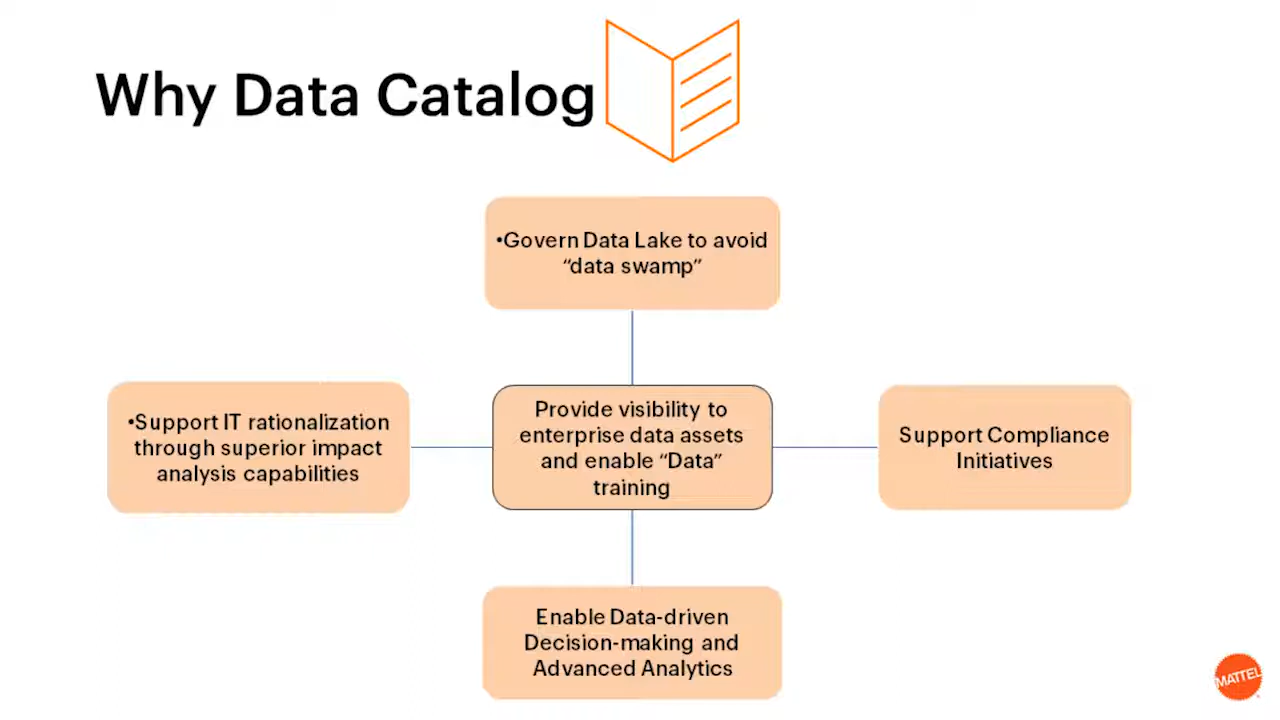 Why Data Catalog
•Govern Data Lake to avoid
“data swamp”
•Support IT rationalization
through superior impact
analysis capabilities
Provide visibility to
enterprise data assets
and enable “Data”
training
Support Compliance
Initiatives
Enable Data-driven
Decision-making and
Advanced Analytics
MATTEL